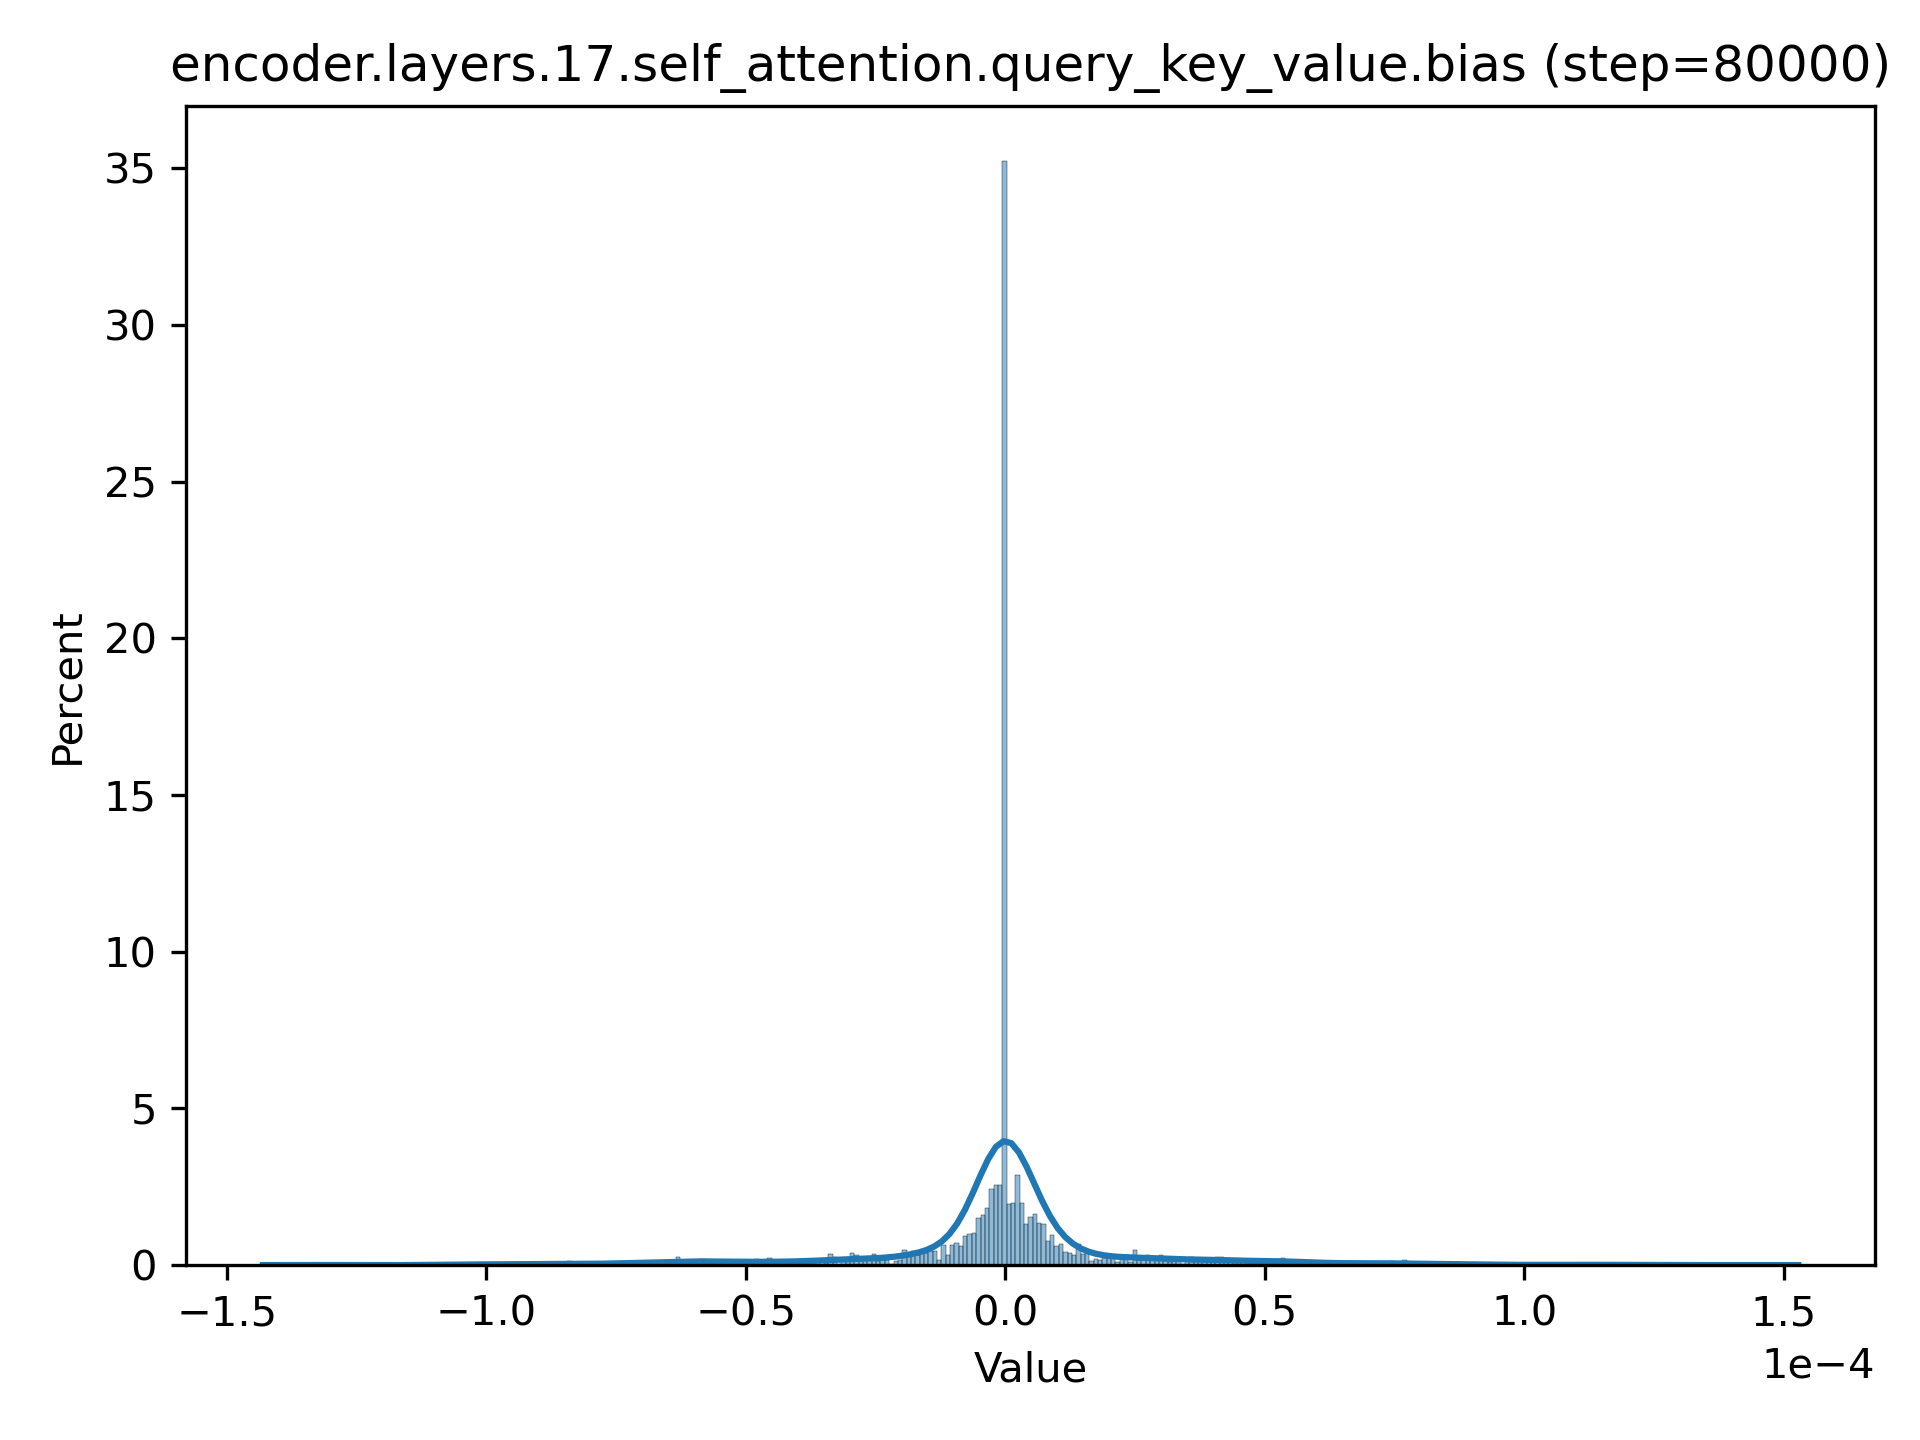 encoder.layers.17.self_attention.query_key_value.bias (step=80000)
35
30
25
20
15
10
5
0
Percent
−1.5 −1.0 −0.5 0.0 0.5 1.0 1.5
1e−4
Value